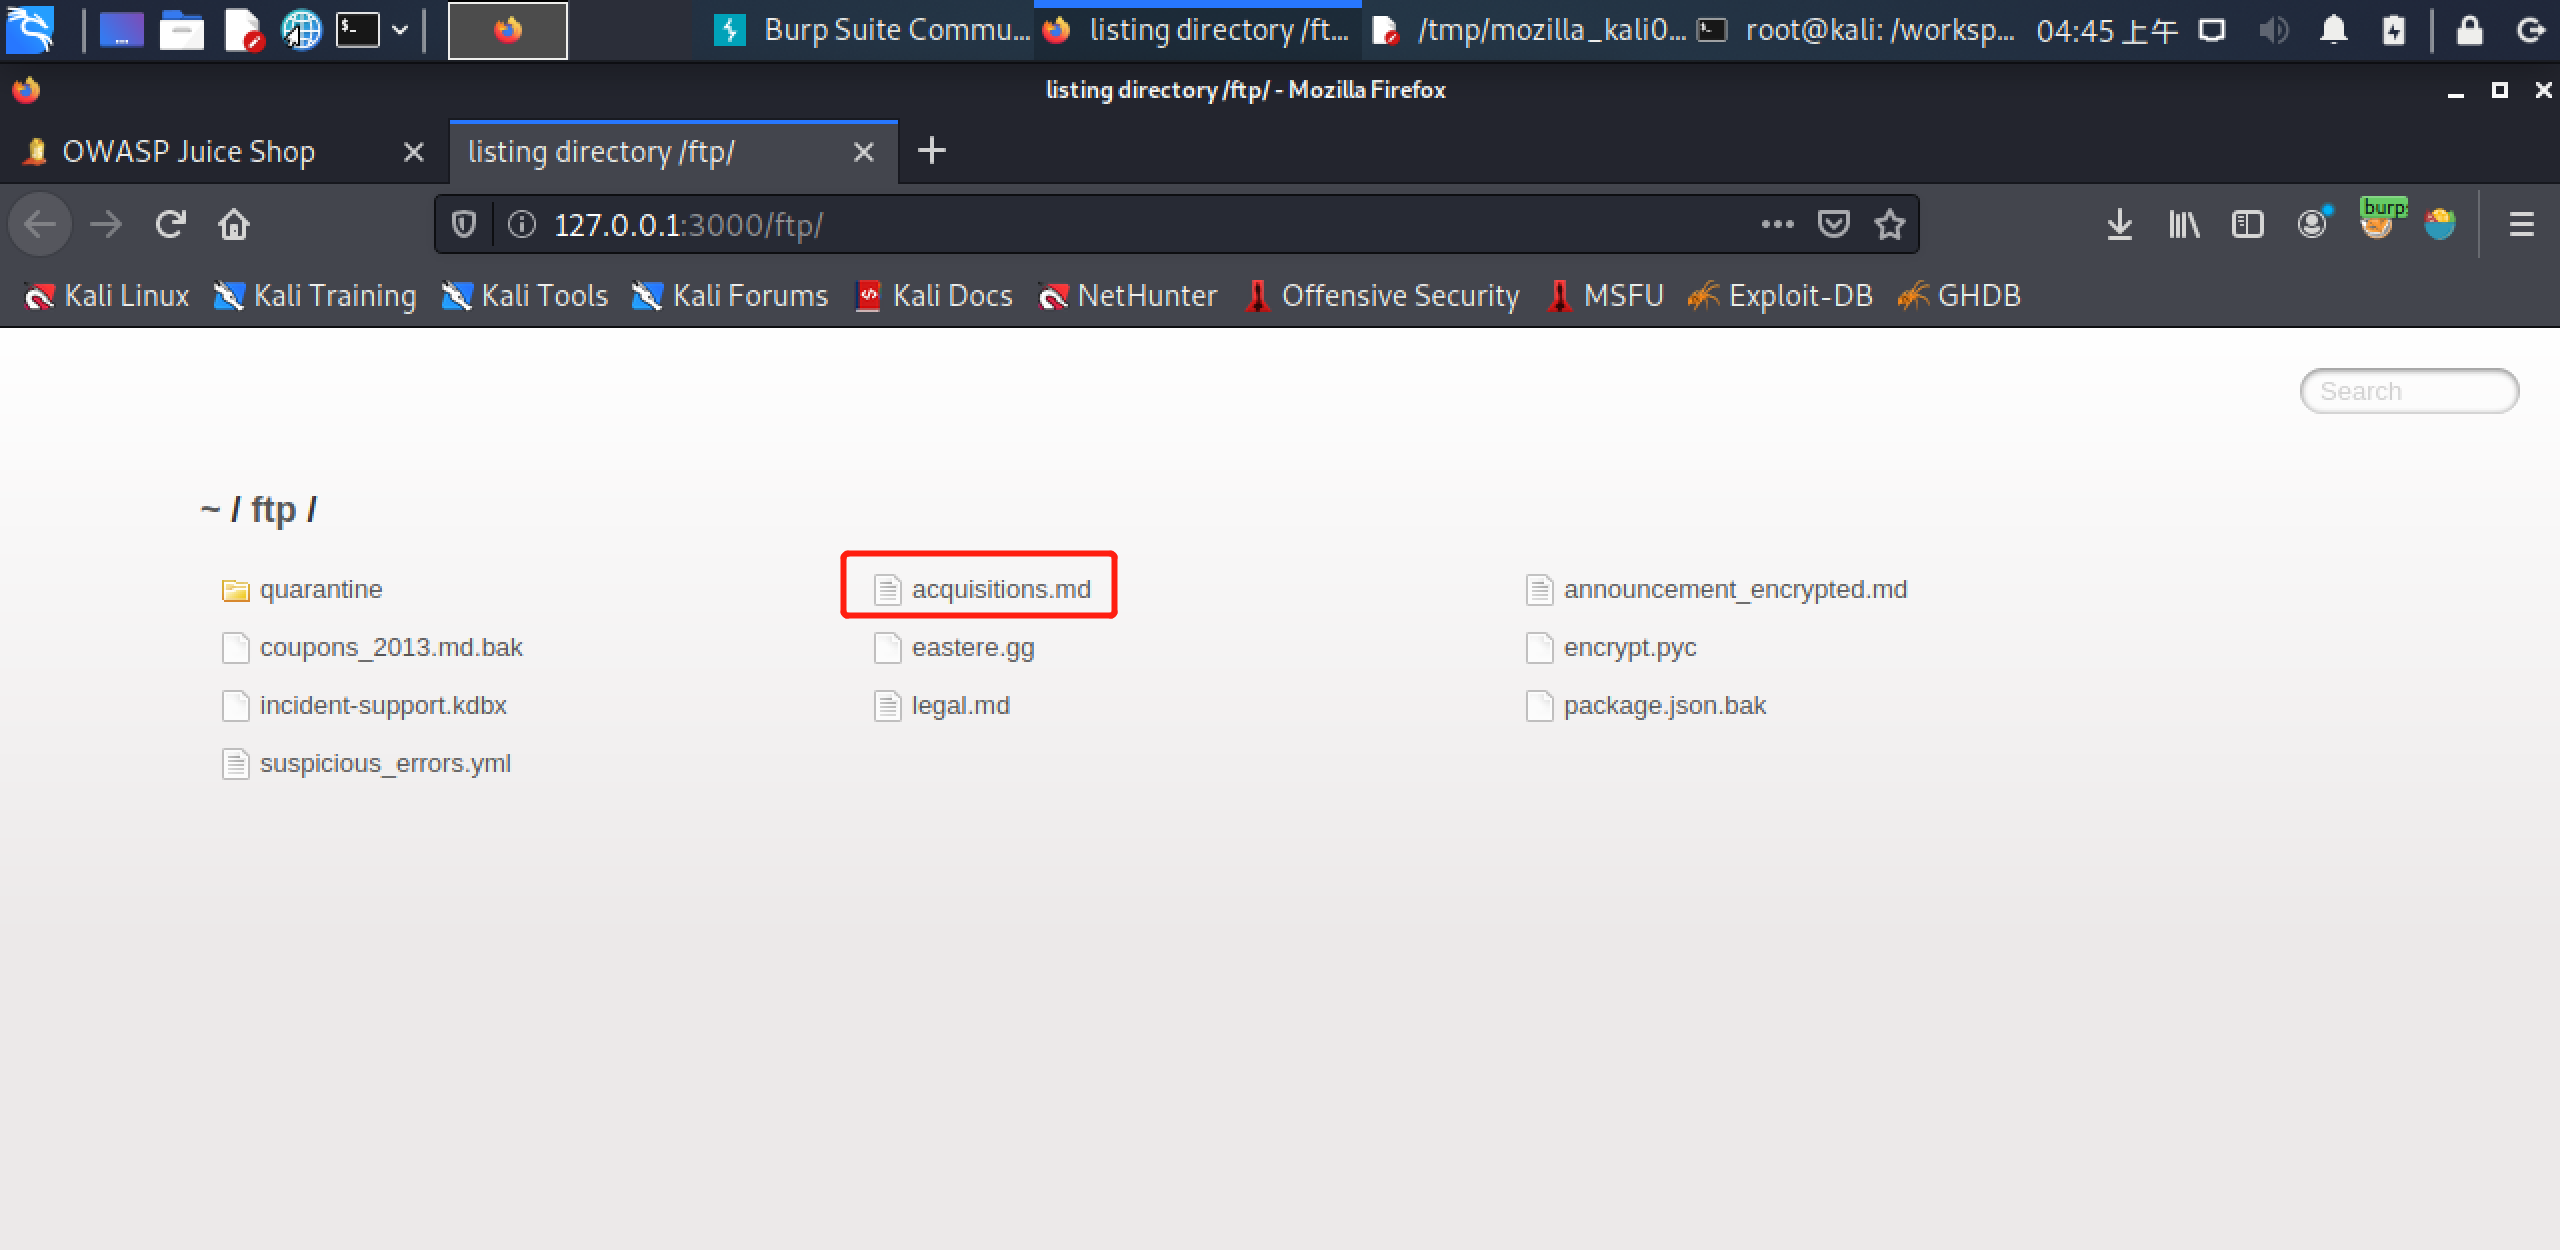 Burp Suite Commu... listing directory /ft... /tmp/mozilla_kali0... root@kali: /worksp... 04:45 上午
listing directory /ftp/ - Mozilla Firefox
OWASP Juice Shop listing directory /ftp/
127.0.0.1:3000/ftp/ burp
Kali Linux Kali Training Kali Tools Kali Forums Kali Docs NetHunter Offensive Security MSFU Exploit-DB GHDB
Search
~ / ftp /
quarantine acquisitions.md announcement_encrypted.md
coupons_2013.md.bak eastere.gg encrypt.pyc
incident-support.kdbx legal.md package.json.bak
suspicious_errors.yml